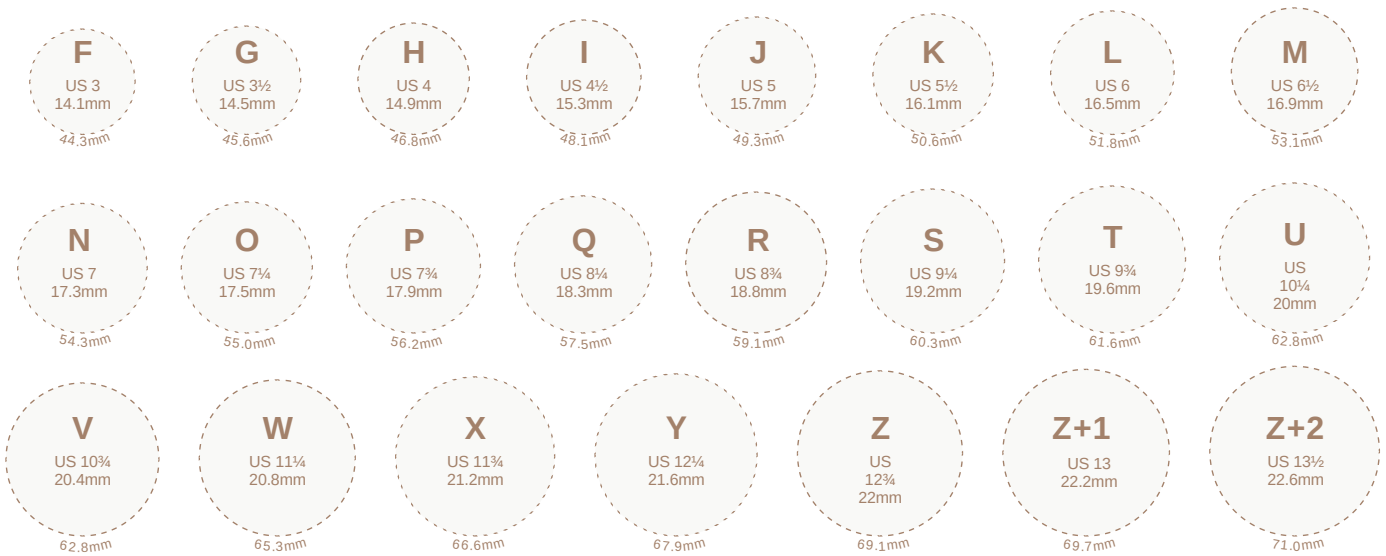 F
US 3
14.1mm
44.3mm
G
US 3½
14.5mm
45.6mm
H
US 4
14.9mm
46.8mm
I
US 4½
15.3mm
48.1mm
J
US 5
15.7mm
49.3mm
K
US 5½
16.1mm
50.6mm
L
US 6
16.5mm
51.8mm
M
US 6½
16.9mm
53.1mm
N
US 7
17.3mm
54.3mm
O
US 7¼
17.5mm
55.0mm
P
US 7¾
17.9mm
56.2mm
Q
US 8¼
18.3mm
57.5mm
R
US 8¾
18.8mm
59.1mm
S
US 9¼
19.2mm
60.3mm
T
US 9¾
19.6mm
61.6mm
U
US
10¼
20mm
62.8mm
V
US 10¾
20.4mm
62.8mm
W
US 11¼
20.8mm
65.3mm
X
US 11¾
21.2mm
66.6mm
Y
US 12¼
21.6mm
67.9mm
Z
US
12¾
22mm
69.1mm
Z+1
US 13
22.2mm
69.7mm
Z+2
US 13½
22.6mm
71.0mm